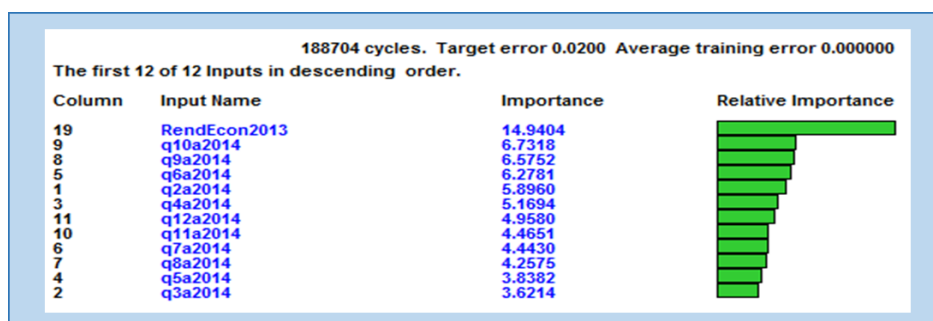 188704 cycles. Target error 0.0200 Average training error 0.000000
The first 12 of 12 Inputs in descending order.
Column Input Name Importance Relative Importance
19 RendEcon2013 14.9404
9 q10a2014 6.7318
8 q9a2014 6.5752
5 q6a2014 6.2781
1 q2a2014 5.8960
3 q4a2014 5.1694
11 q12a2014 4.9580
10 q11a2014 4.4651
6 q7a2014 4.4430
7 q8a2014 4.2575
4 q5a2014 3.8382
2 q3a2014 3.6214